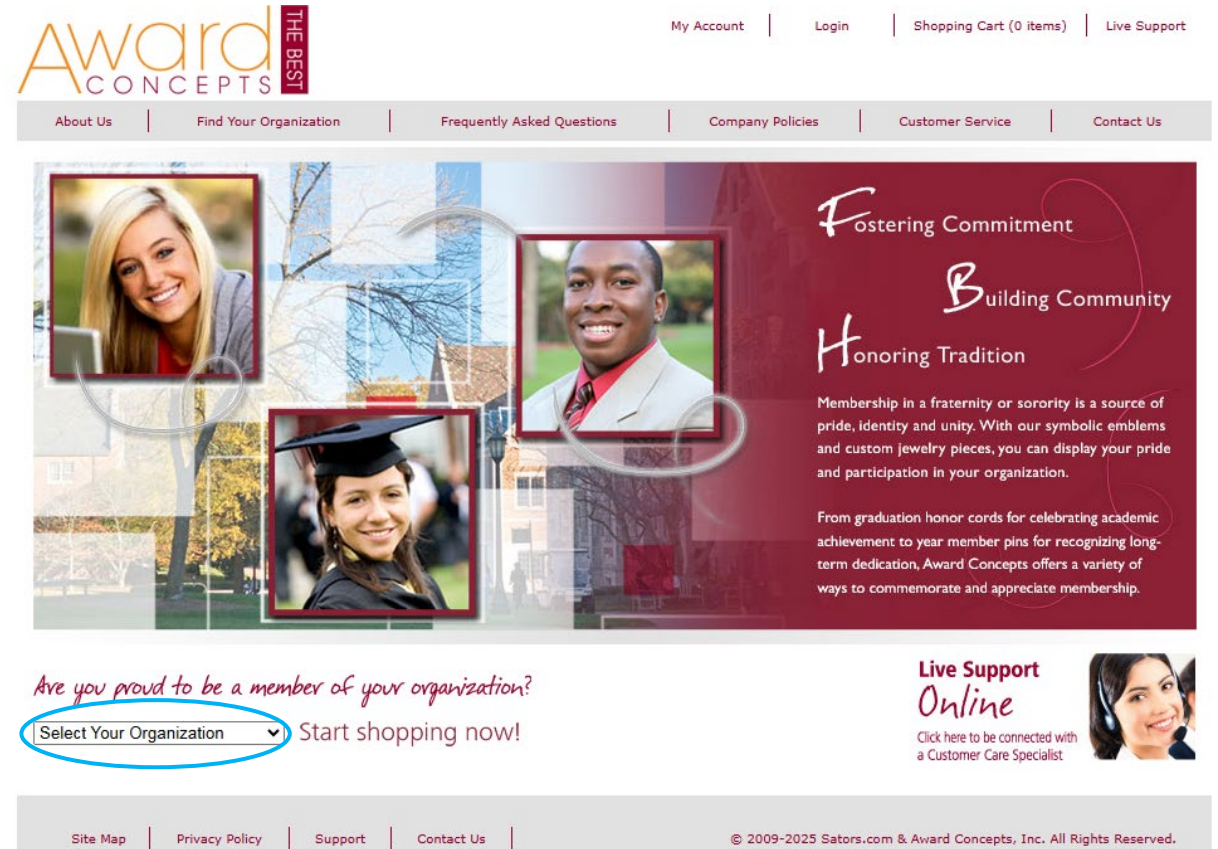 Award
CONCEPTS
THE BEST
My Account
Login
Shopping Cart (0 items)
Live Support
About Us
Find Your Organization
Frequently Asked Questions
Company Policies
Customer Service
Contact Us
Fostering Commitment
Building Community
Honoring Tradition
Membership in a fraternity or sorority is a source of
pride, identity and unity. With our symbolic emblems
and custom jewelry pieces, you can display your pride
and participation in your organization.
From graduation honor cords for celebrating academic
achievement to year member pins for recognizing long-
term dedication, Award Concepts offers a variety of
ways to commemorate and appreciate membership.
Are you proud to be a member of your organization?
Select Your Organization
Start shopping now!
Live Support
Online
Click here to be connected with
a Customer Care Specialist
Site Map
Privacy Policy
Support
Contact Us
© 2009-2025 Sators.com & Award Concepts, Inc. All Rights Reserved.